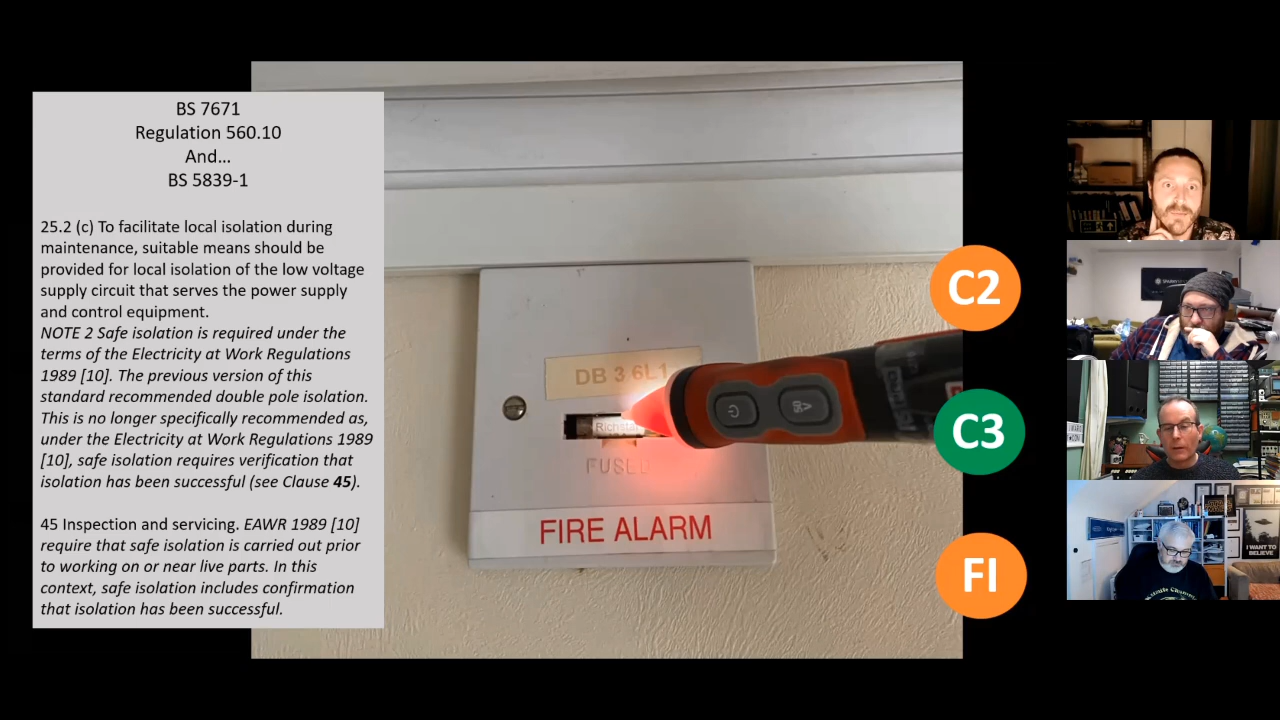 BS 7671
Regulation 560.10
And…
BS 5839-1
25.2 (c) To facilitate local isolation during
maintenance, suitable means should be
provided for local isolation of the low voltage
supply circuit that serves the power supply
and control equipment.
NOTE 2 Safe isolation is required under the
terms of the Electricity at Work Regulations
1989 [10]. The previous version of this
standard recommended double pole isolation.
This is no longer specifically recommended as,
under the Electricity at Work Regulations 1989
[10], safe isolation requires verification that
isolation has been successful (see Clause 45).
45 Inspection and servicing. EAWR 1989 [10]
require that safe isolation is carried out prior
to working on or near live parts. In this
context, safe isolation includes confirmation
that isolation has been successful.
DB 3 6L1
FUSED
FIRE ALARM
C2
C3
FI
I WANT TO
BELIEVE